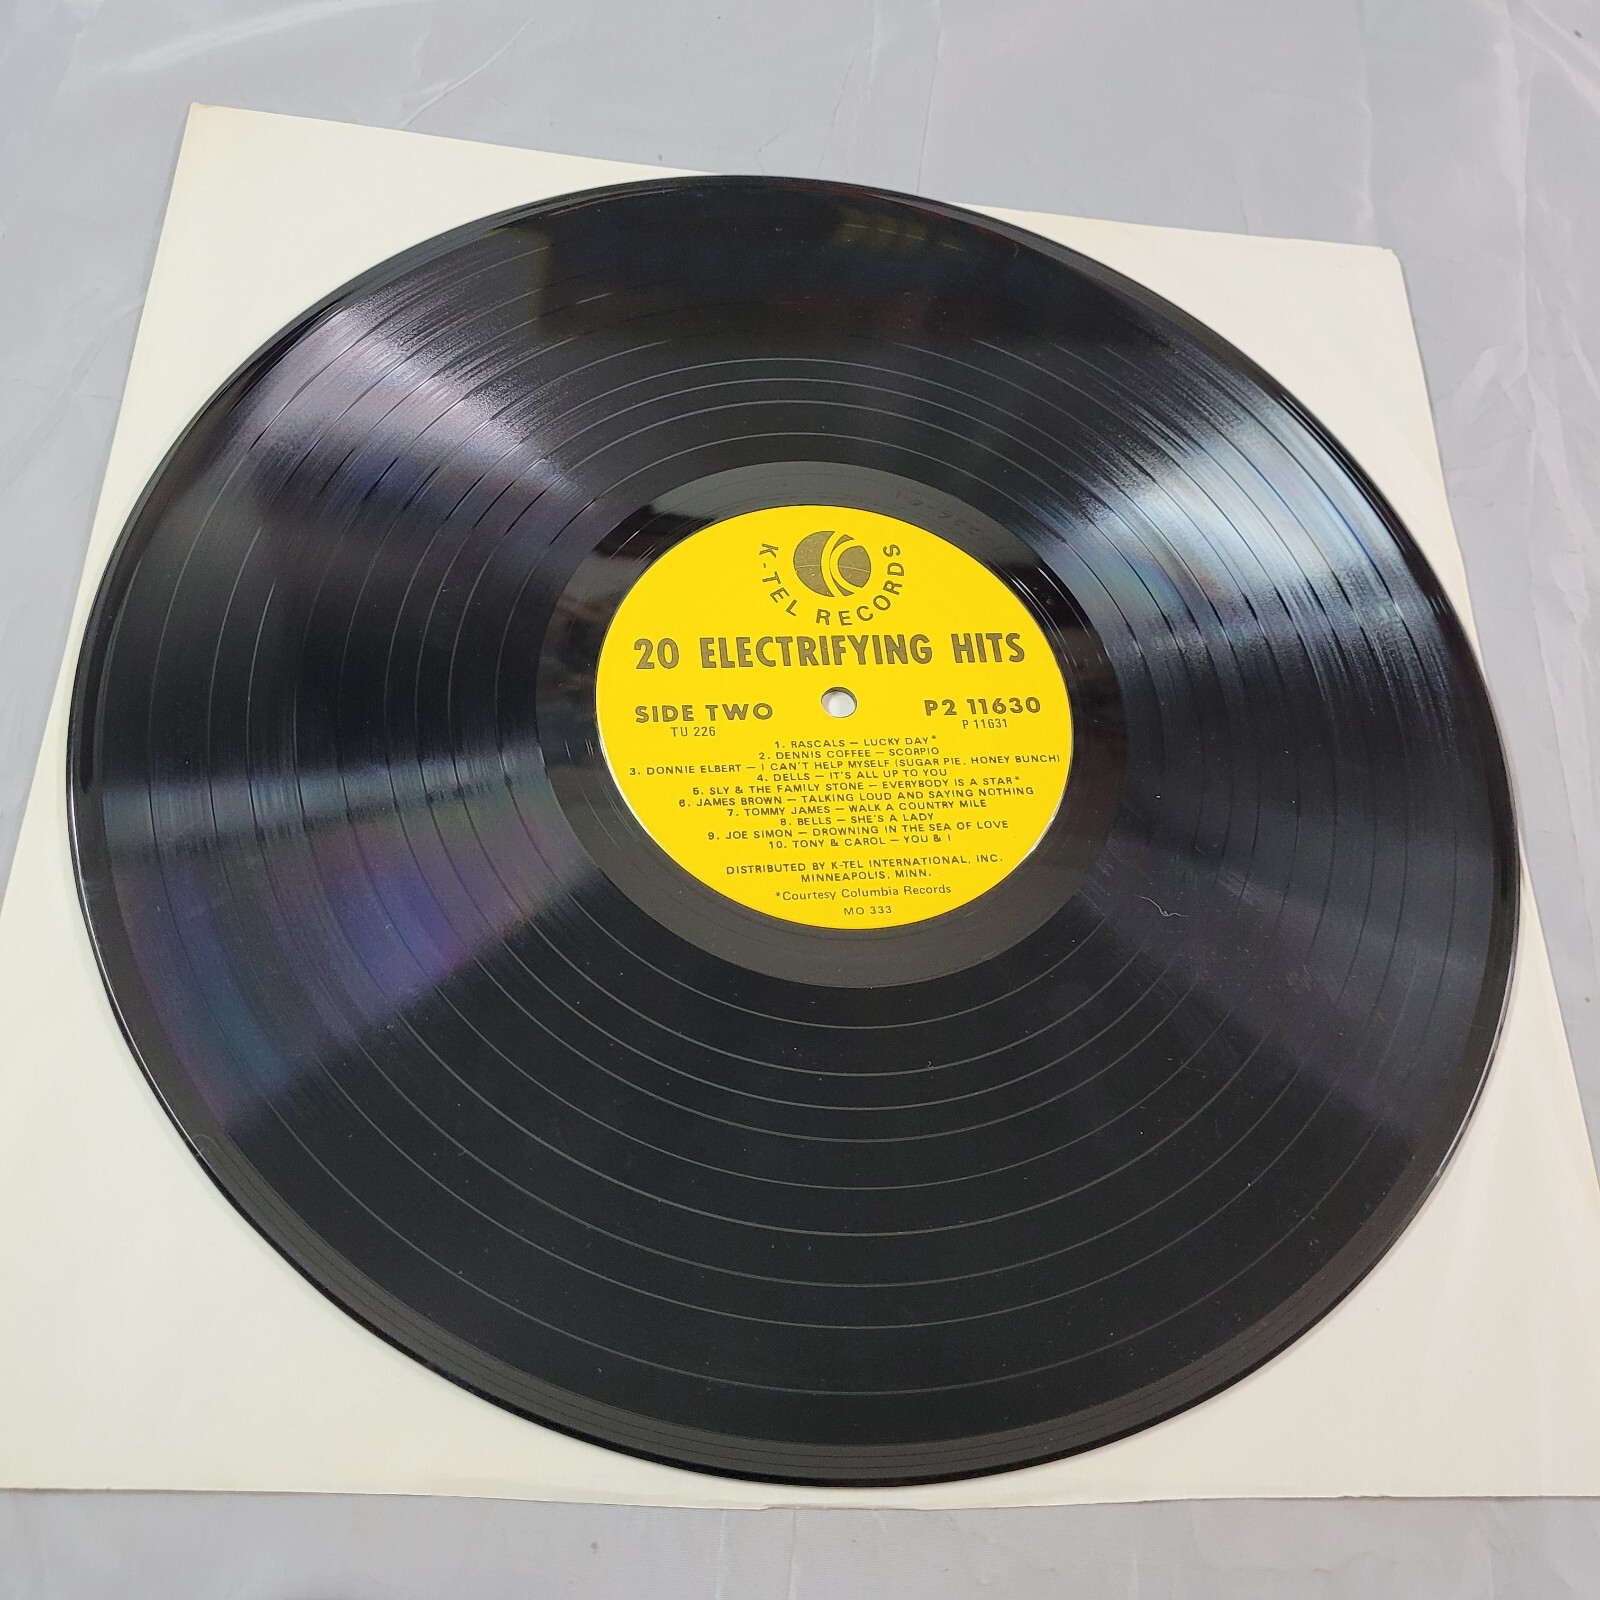 K-TEL RECORDS
20 ELECTRIFYING HITS
SIDE TWO P2 11630
TU 226 P 11631
1. RASCALS — LUCKY DAY*
2. DENNIS COFFEE — SCORPIO
3. DONNIE ELBERT — I CAN'T HELP MYSELF (SUGAR PIE, HONEY BUNCH)
4. DELLS — IT'S ALL UP TO YOU
5. SLY & THE FAMILY STONE — EVERYBODY IS A STAR*
6. JAMES BROWN — TALKING LOUD AND SAYING NOTHING
7. TOMMY JAMES — WALK A COUNTRY MILE
8. BELLS — SHE'S A LADY
9. JOE SIMON — DROWNING IN THE SEA OF LOVE
10. TONY & CAROL — YOU & I
DISTRIBUTED BY K-TEL INTERNATIONAL, INC.
MINNEAPOLIS, MINN.
*Courtesy Columbia Records
MO 333